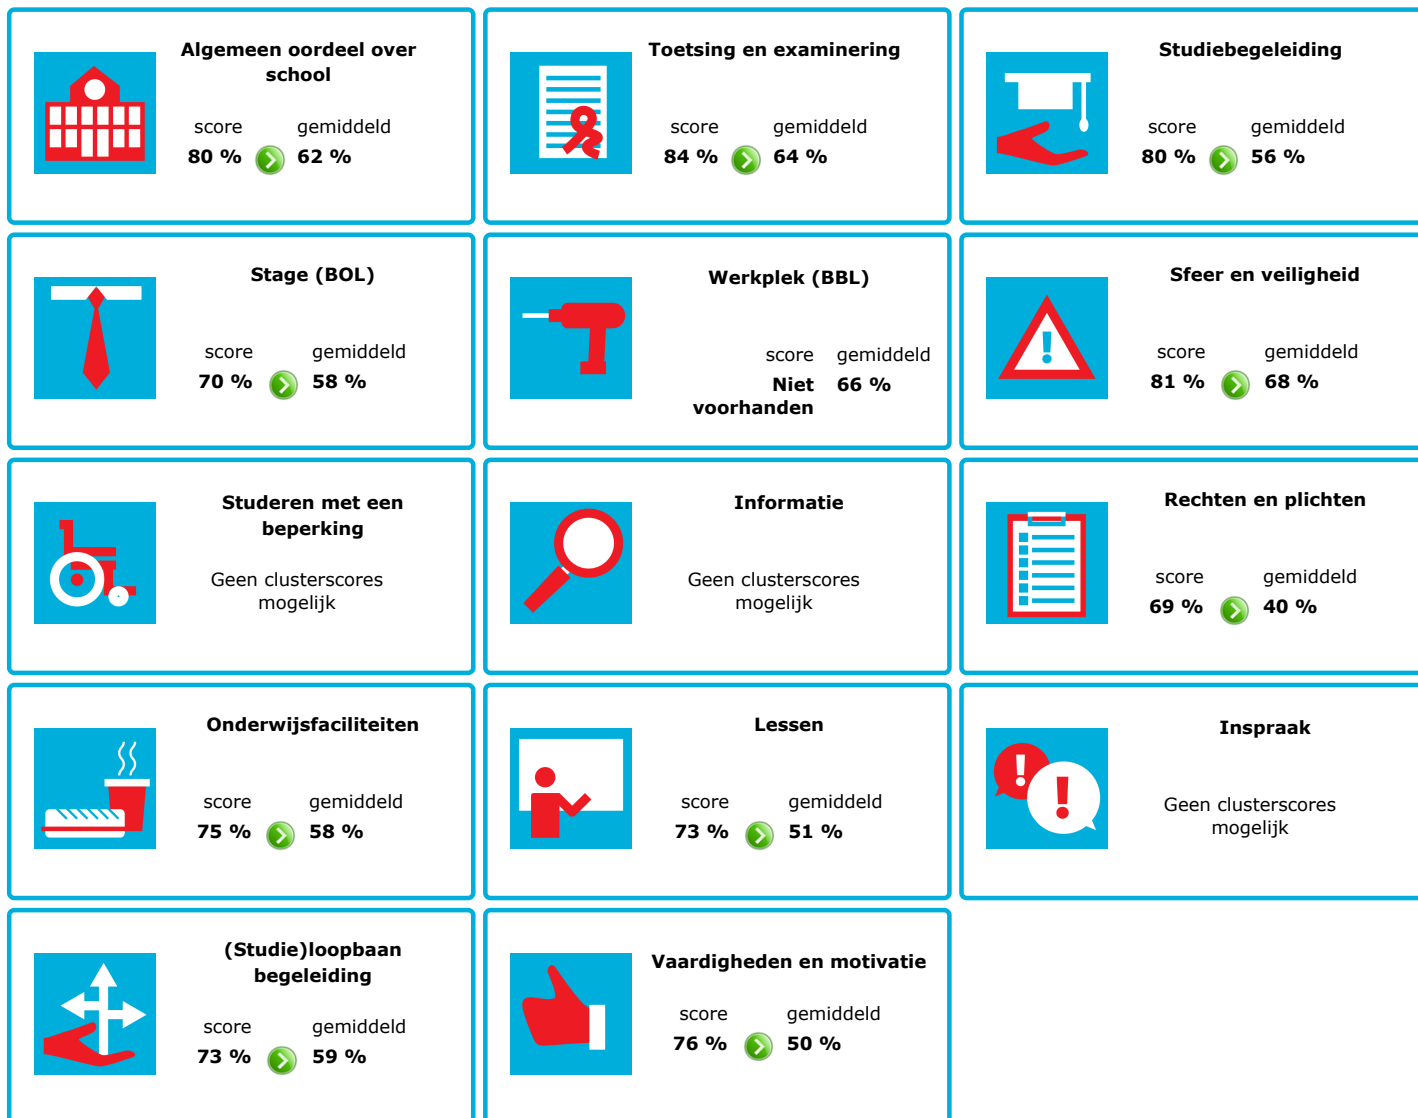 Algemeen oordeel over
school
score gemiddeld
80 % 62 %
Toetsing en examinering
score gemiddeld
84 % 64 %
Studiebegeleiding
score gemiddeld
80 % 56 %
Stage (BOL)
score gemiddeld
70 % 58 %
Werkplek (BBL)
score gemiddeld
Niet 66 %
voorhanden
Sfeer en veiligheid
score gemiddeld
81 % 68 %
Studeren met een
beperking
Geen clusterscores
mogelijk
Informatie
Geen clusterscores
mogelijk
Rechten en plichten
score gemiddeld
69 % 40 %
Onderwijsfaciliteiten
score gemiddeld
75 % 58 %
Lessen
score gemiddeld
73 % 51 %
Inspraak
Geen clusterscores
mogelijk
(Studie)loopbaan
begeleiding
score gemiddeld
73 % 59 %
Vaardigheden en motivatie
score gemiddeld
76 % 50 %